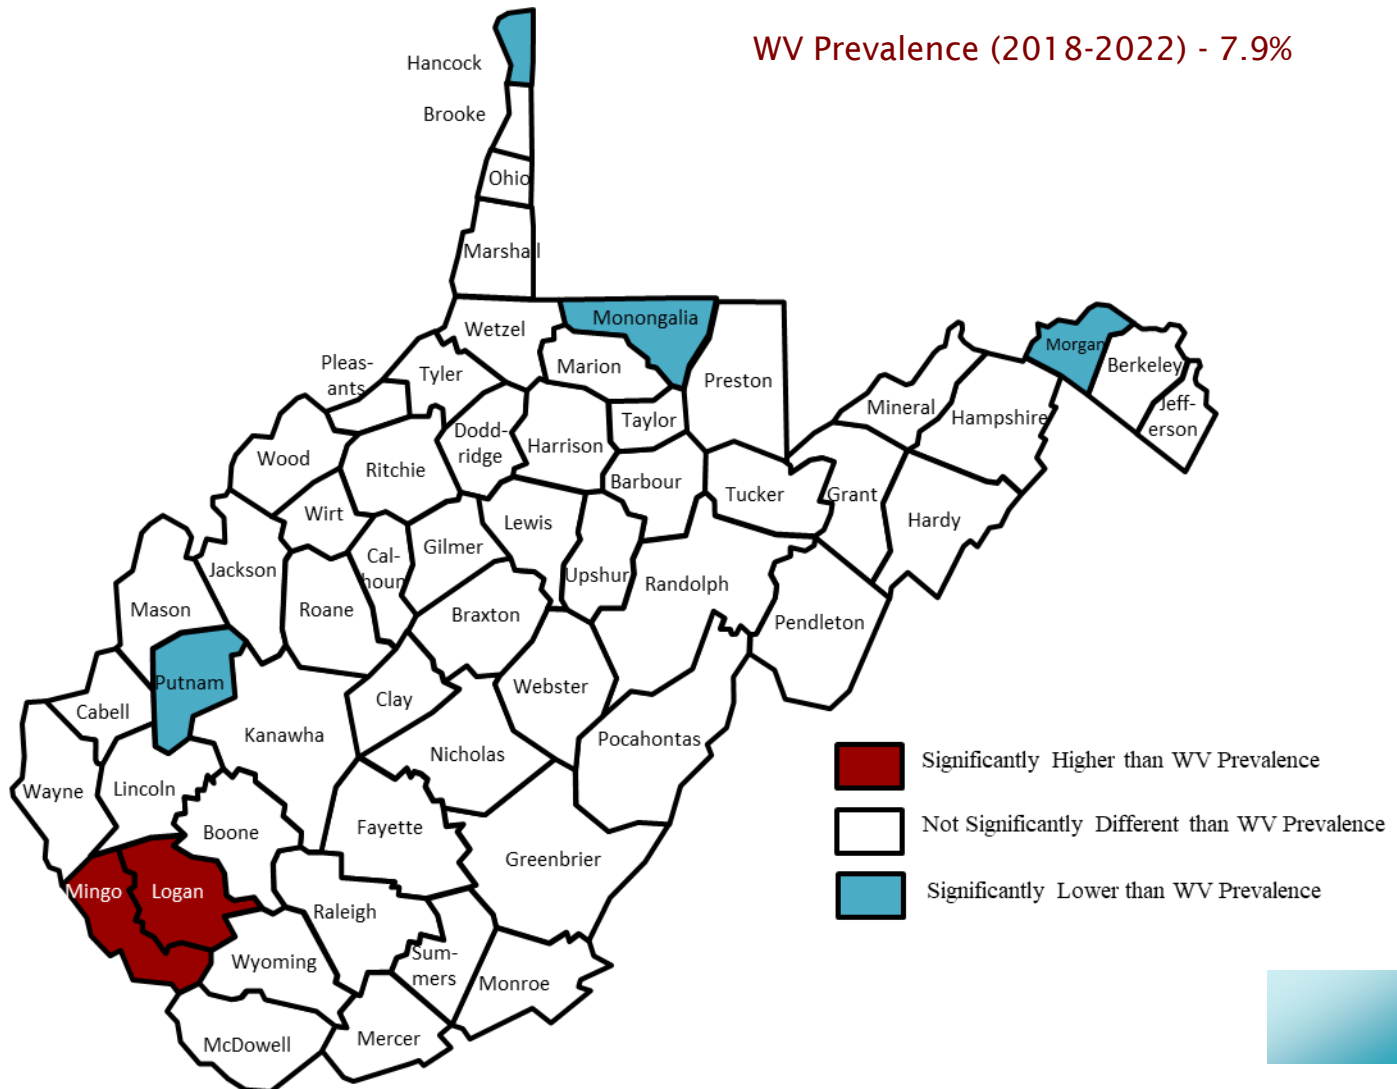 WV Prevalence (2018-2022) - 7.9%
Hancock
Brooke
Ohio
Marshall
Wetzel
Monongalia
Marion
Preston
Morgan
Berkeley
Jeff-
erson
Mineral
Hampshire
Pleas-
ants
Tyler
Taylor
Dodd-
ridge
Harrison
Wood
Ritchie
Barbour
Tucker
Grant
Hardy
Wirt
Lewis
Gilmer
Cal-
houn
Jackson
Upshur
Randolph
Mason
Roane
Braxton
Pendleton
Putnam
Clay
Webster
Cabell
Kanawha
Nicholas
Pocahontas
Wayne
Lincoln
Boone
Fayette
Greenbrier
Mingo
Logan
Raleigh
Wyoming
Sum-
mers
Monroe
McDowell
Mercer
Significantly Higher than WV Prevalence
Not Significantly Different than WV Prevalence
Significantly Lower than WV Prevalence